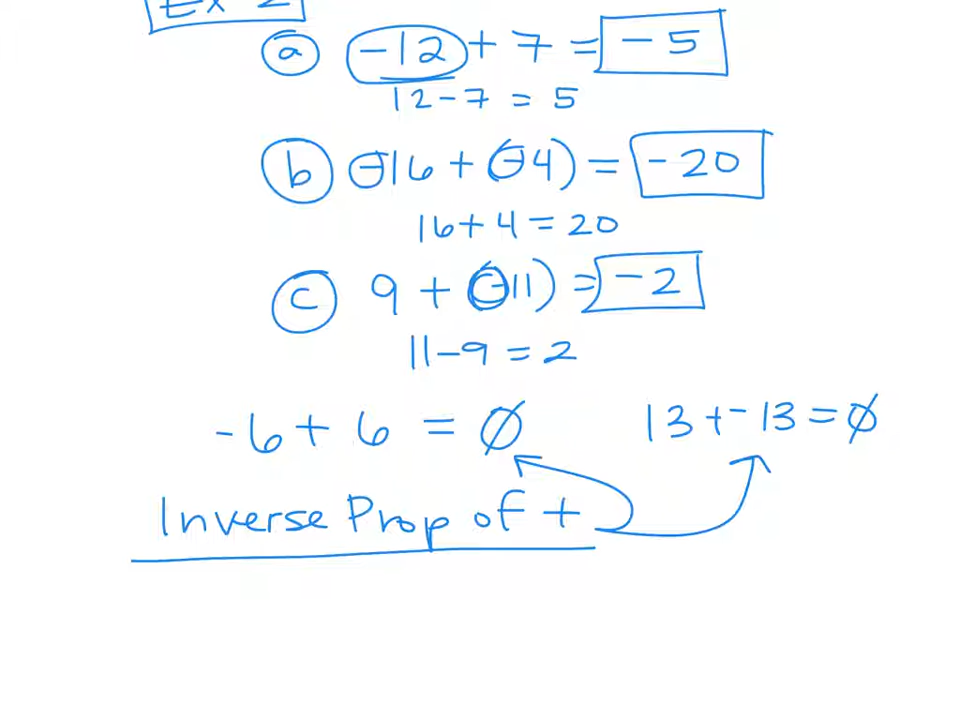 Ex 2
a -12 + 7 = -5
12 - 7 = 5
b -16 + (-4) = -20
16 + 4 = 20
c 9 + (-11) = -2
11 - 9 = 2
-6 + 6 = 0 13 + -13 = 0
Inverse Prop of +